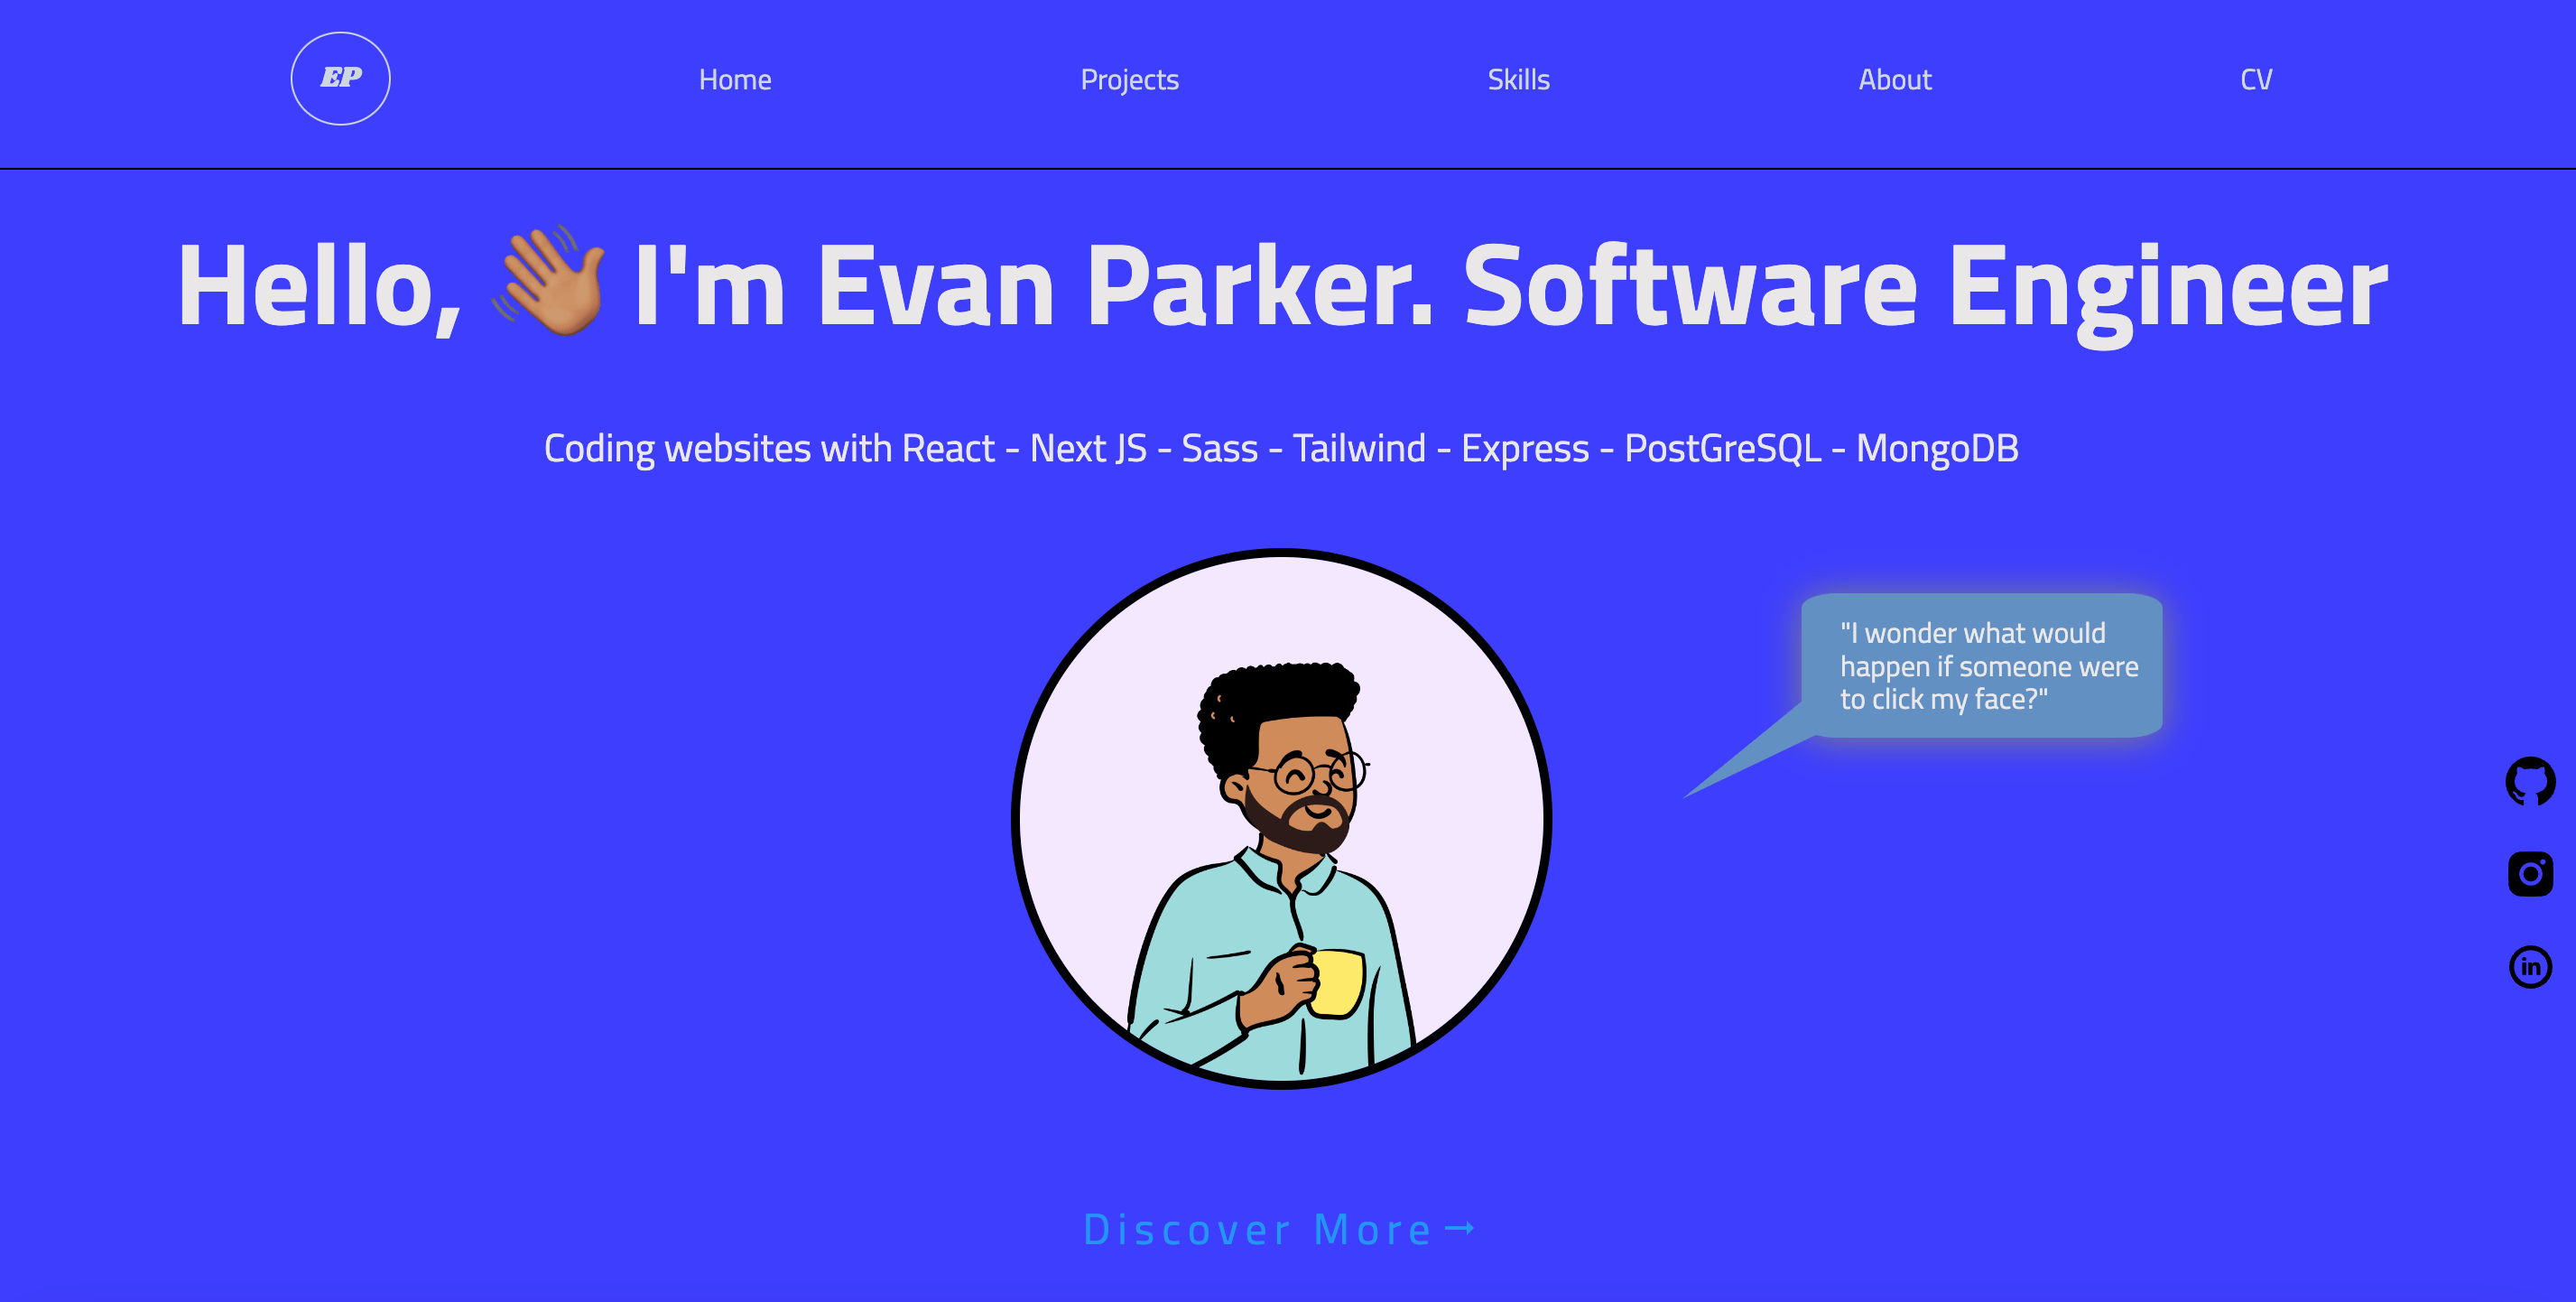 EP
Home
Projects
Skills
About
CV
Hello, 👋🏽 I'm Evan Parker. Software Engineer
Coding websites with React - Next JS - Sass - Tailwind - Express - PostGreSQL - MongoDB
"I wonder what would
happen if someone were
to click my face?"
in
Discover More→